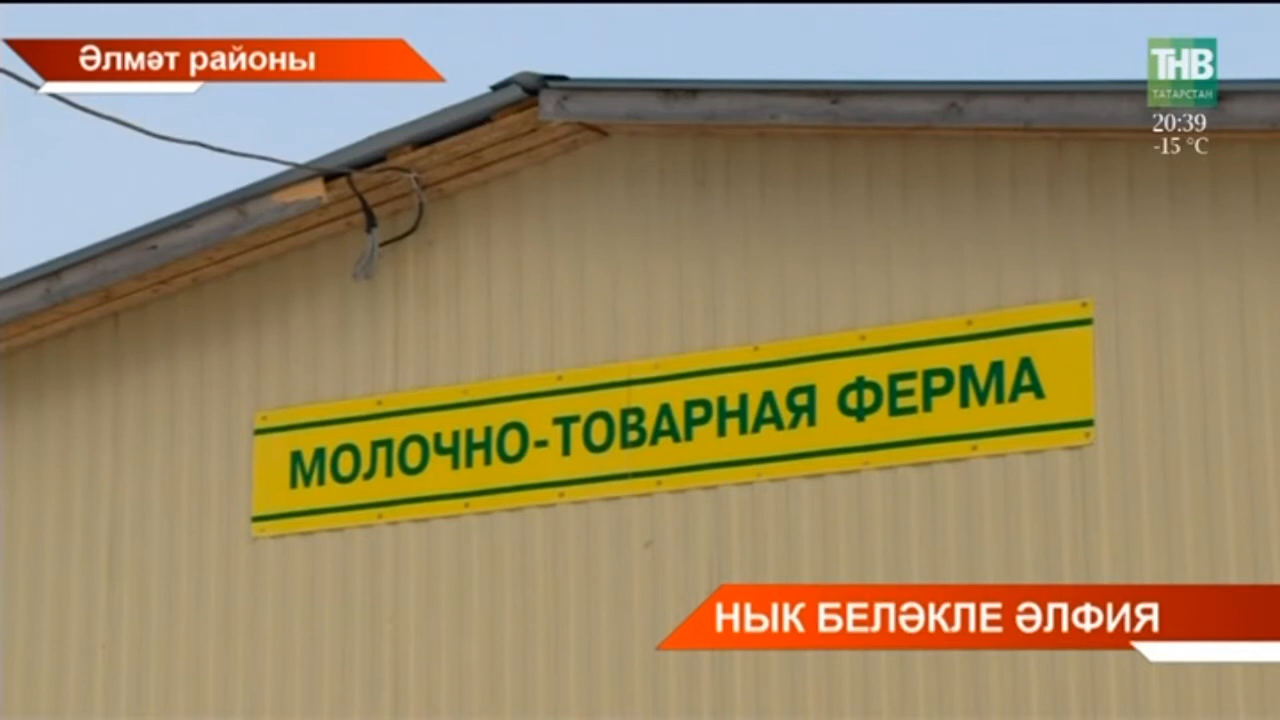 Әлмәт районы
ТНВ
ТАТАРСТАН
20:39
-15 °C
МОЛОЧНО-ТОВАРНАЯ ФЕРМА
НЫК БЕЛӘКЛЕ ӘЛФИЯ